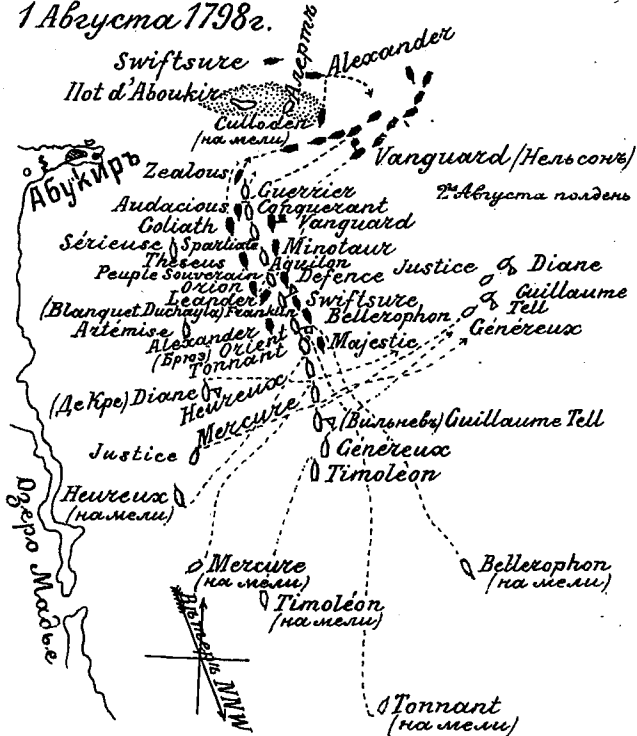 1 Августа 1798г.
Swiftsure
Алертъ
Alexander
Ilot d'Aboukir
Culloden
(на мели)
Vanguard (Нельсонъ)
Абукиръ
Zealous
Guerrier
2го Августа полдень
Audacious
Conquerant
Goliath
Vanguard
Sérieuse
Spartiate
Minotaur
Theseus
Aquilon
Peuple Souverain
Defence
Justice
Diane
Orion
Leander
Swiftsure
Guillaume
Tell
(Blanquet Duchayla) Franklin
Bellerophon
Généreux
Artémise
Alexander
(Брюэ) Orient
Majestic
Tonnant
(Де Кре) Diane
Heureux
Mercure
(Вильневъ) Guillaume Tell
Justice
Généreux
Timoléon
Heureux
(на мели)
Озеро Мадье
Mercure
(на мели)
Bellerophon
(на мели)
Timoléon
(на мели)
Вѣтеръ NNW
Tonnant
(на мели)